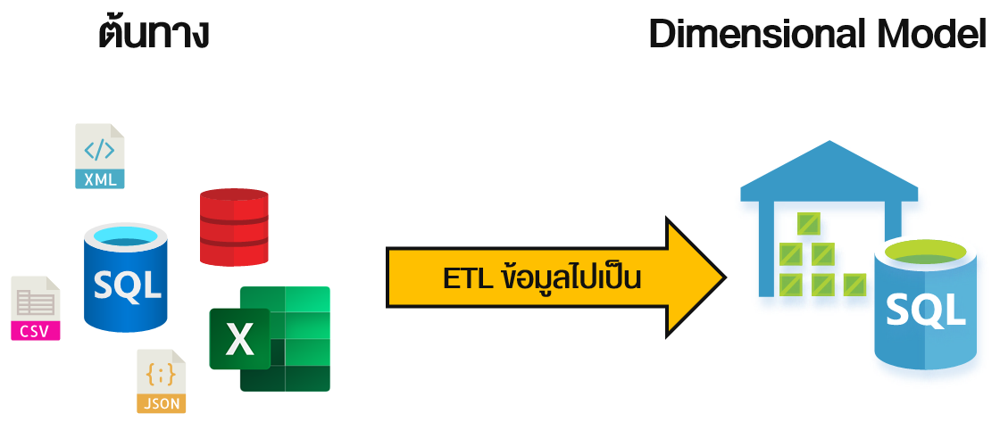 ต้นทาง
Dimensional Model
XML
SQL
CSV
X
JSON
ETL ข้อมูลไปเป็น
SQL